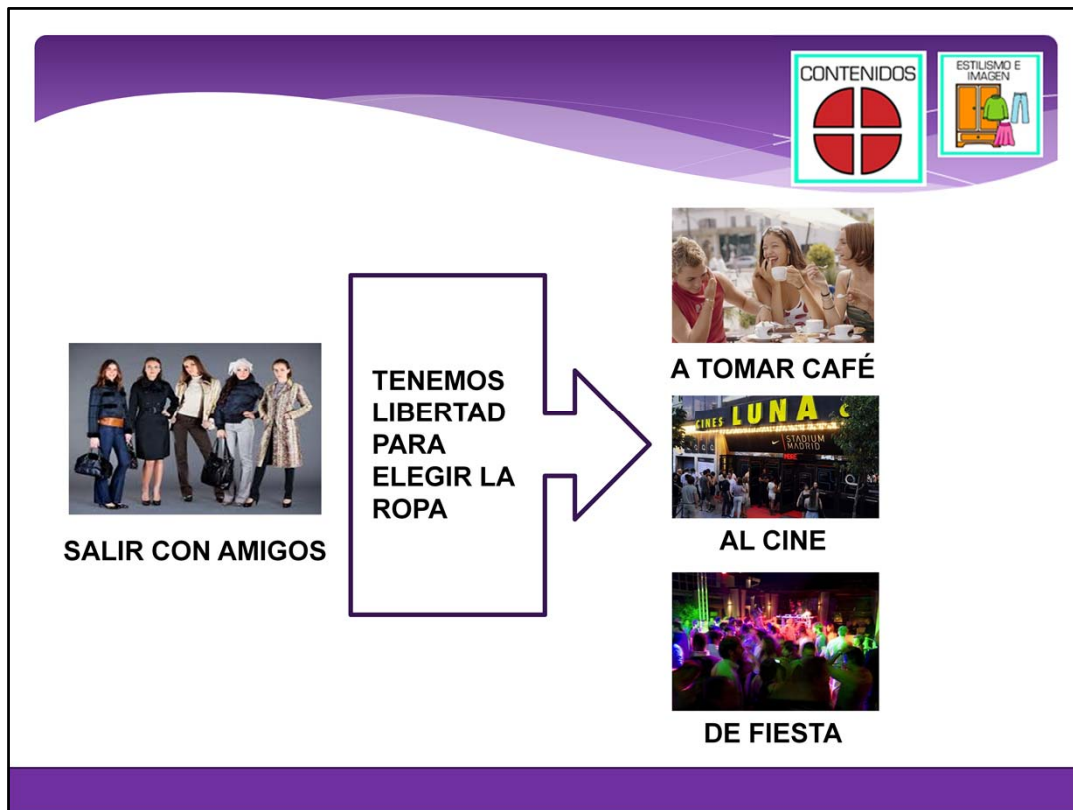 CONTENIDOS
ESTILISMO E
IMAGEN
SALIR CON AMIGOS
TENEMOS
LIBERTAD
PARA
ELEGIR LA
ROPA
A TOMAR CAFÉ
CINES LUNA C
STADIUM
MADRID
AL CINE
DE FIESTA